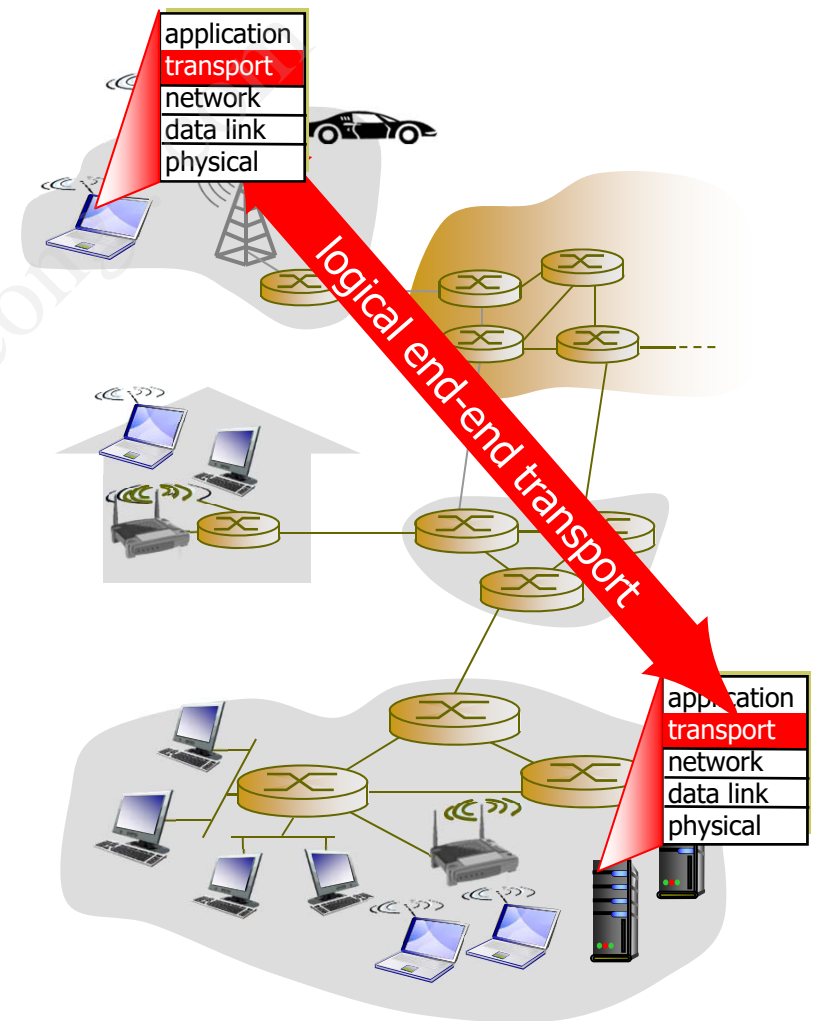 application
transport
network
data link
physical
logical end-end transport
application
transport
network
data link
physical